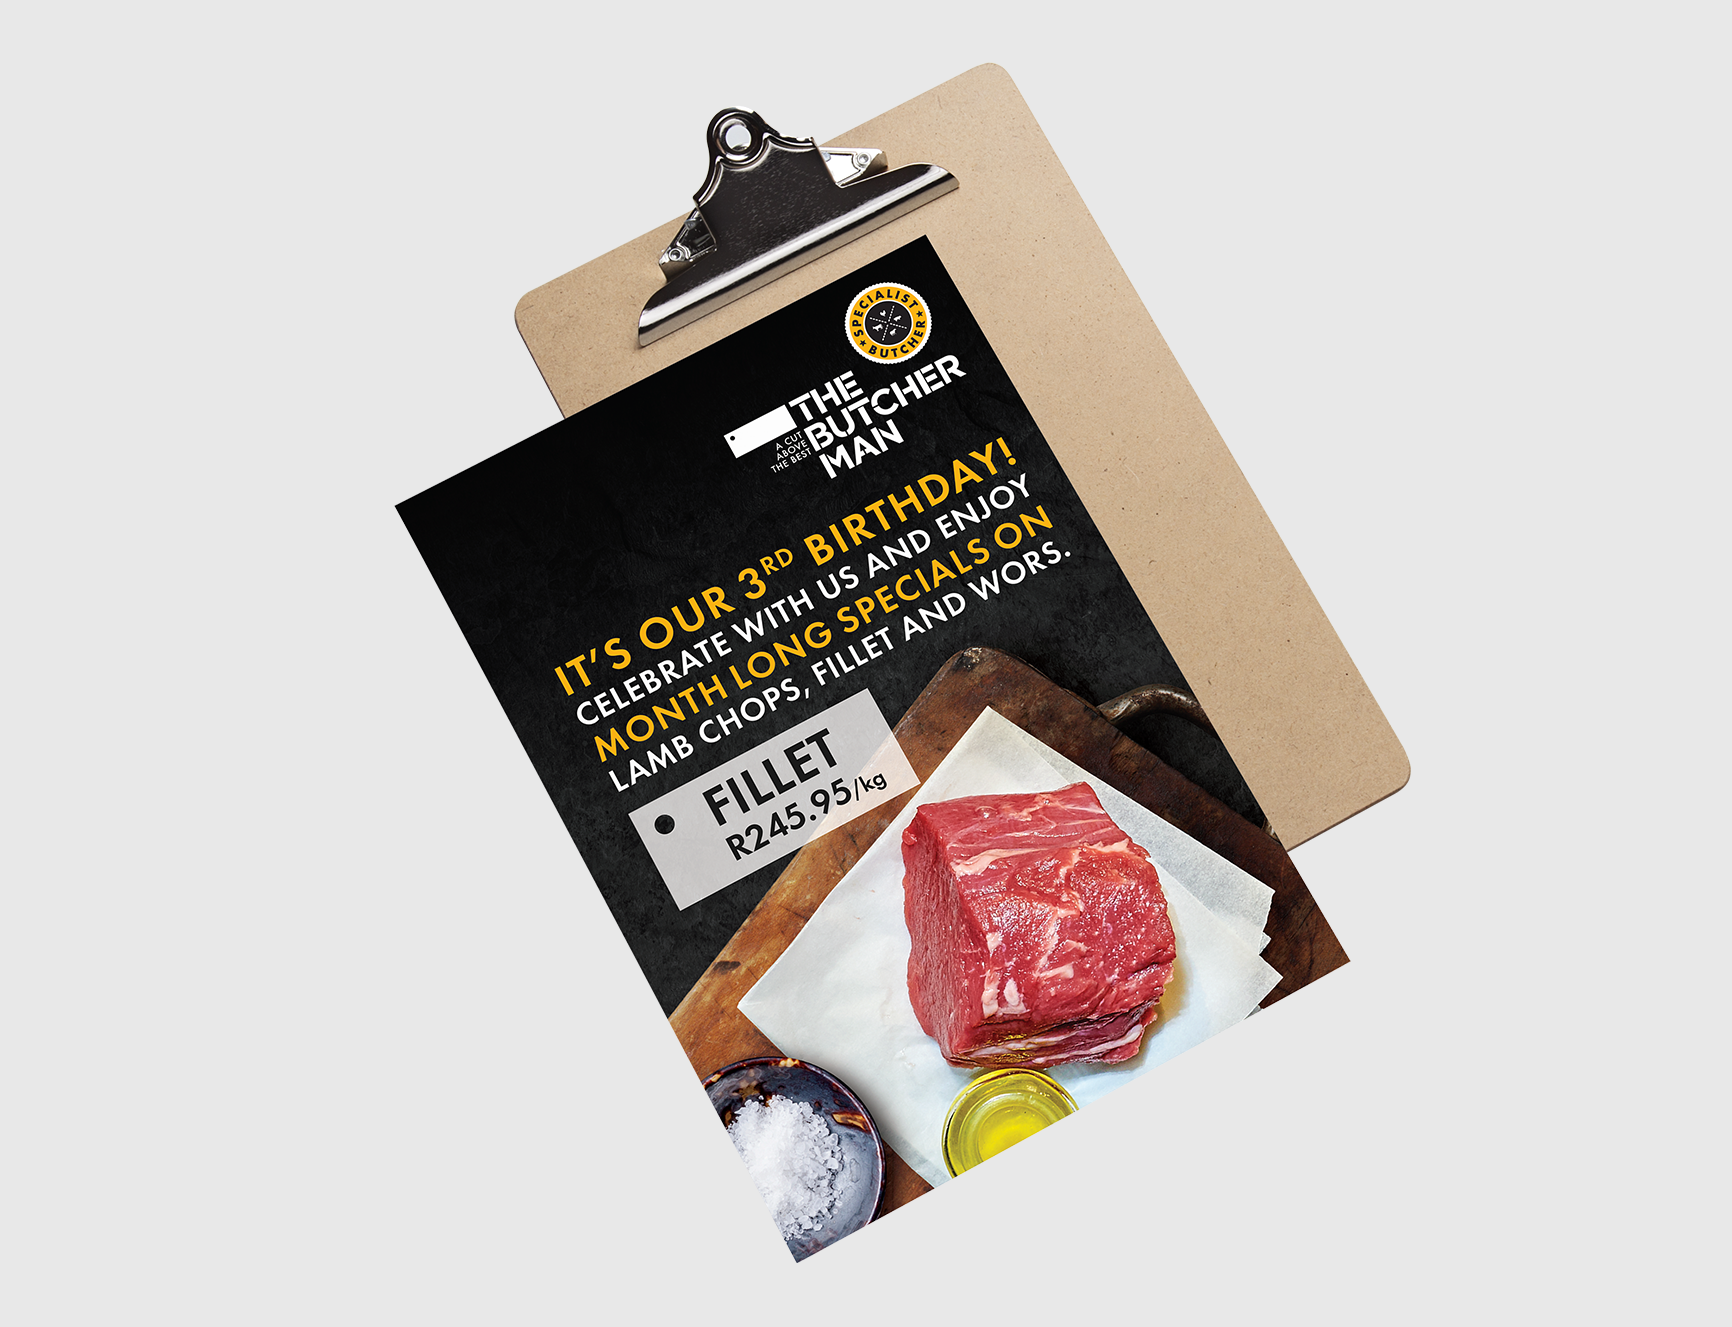 SPECIALIST
BUTCHER
THE
BUTCHER
MAN
A CUT
ABOVE
THE BEST
IT'S OUR 3RD BIRTHDAY!
CELEBRATE WITH US AND ENJOY
MONTH LONG SPECIALS ON
LAMB CHOPS, FILLET AND WORS.
FILLET
R245.95/kg